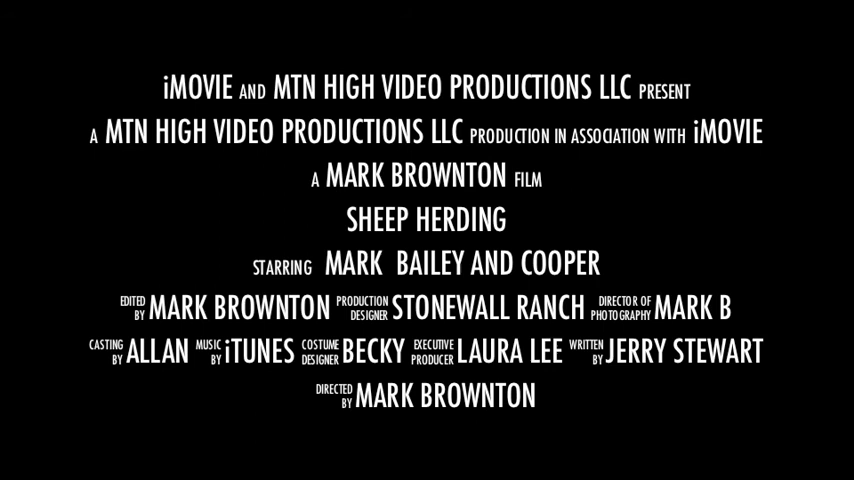 iMOVIE AND MTN HIGH VIDEO PRODUCTIONS LLC PRESENT
A MTN HIGH VIDEO PRODUCTIONS LLC PRODUCTION IN ASSOCIATION WITH iMOVIE
A MARK BROWNTON FILM
SHEEP HERDING
STARRING MARK BAILEY AND COOPER
EDITED BY MARK BROWNTON PRODUCTION DESIGNER STONEWALL RANCH DIRECTOR OF PHOTOGRAPHY MARK B
CASTING BY ALLAN MUSIC BY iTUNES COSTUME DESIGNER BECKY EXECUTIVE PRODUCER LAURA LEE WRITTEN BY JERRY STEWART
DIRECTED BY MARK BROWNTON